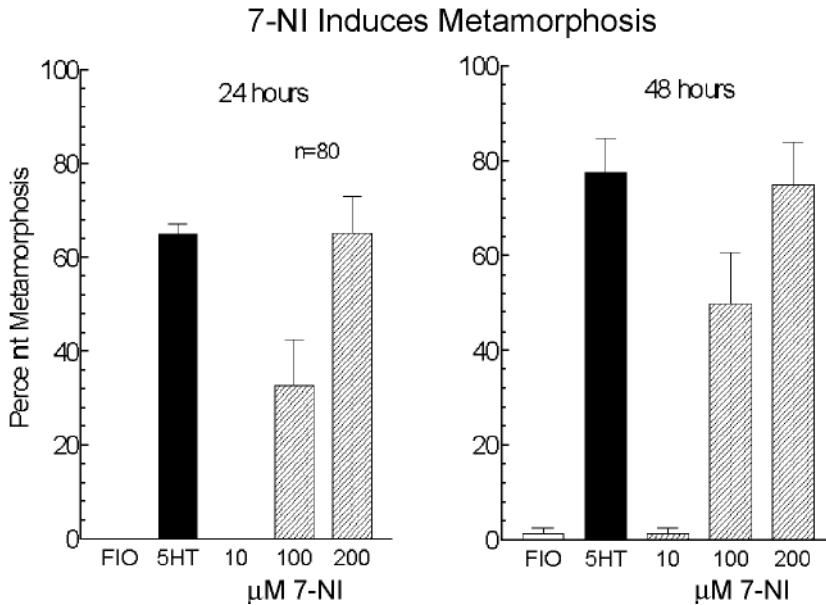 7-NI Induces Metamorphosis
Percent Metamorphosis
100
80
60
40
20
0
24 hours
n=80
FIO 5HT 10 100 200
µM 7-NI
100
80
60
40
20
0
48 hours
FIO 5HT 10 100 200
µM 7-NI